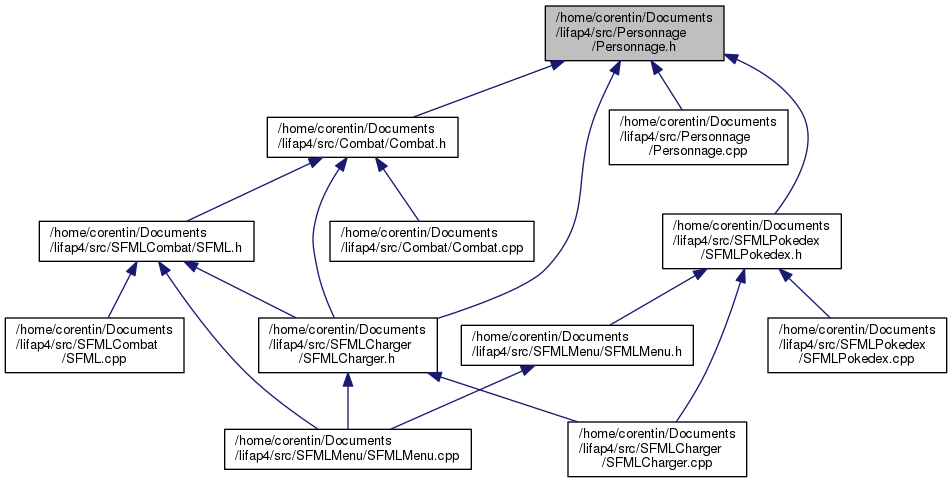 /home/corentin/Documents
/lifap4/src/Personnage
/Personnage.h
/home/corentin/Documents
/lifap4/src/Combat/Combat.h
/home/corentin/Documents
/lifap4/src/Personnage
/Personnage.cpp
/home/corentin/Documents
/lifap4/src/SFMLCombat/SFML.h
/home/corentin/Documents
/lifap4/src/Combat/Combat.cpp
/home/corentin/Documents
/lifap4/src/SFMLPokedex
/SFMLPokedex.h
/home/corentin/Documents
/lifap4/src/SFMLCombat
/SFML.cpp
/home/corentin/Documents
/lifap4/src/SFMLCharger
/SFMLCharger.h
/home/corentin/Documents
/lifap4/src/SFMLMenu/SFMLMenu.h
/home/corentin/Documents
/lifap4/src/SFMLPokedex
/SFMLPokedex.cpp
/home/corentin/Documents
/lifap4/src/SFMLMenu/SFMLMenu.cpp
/home/corentin/Documents
/lifap4/src/SFMLCharger
/SFMLCharger.cpp